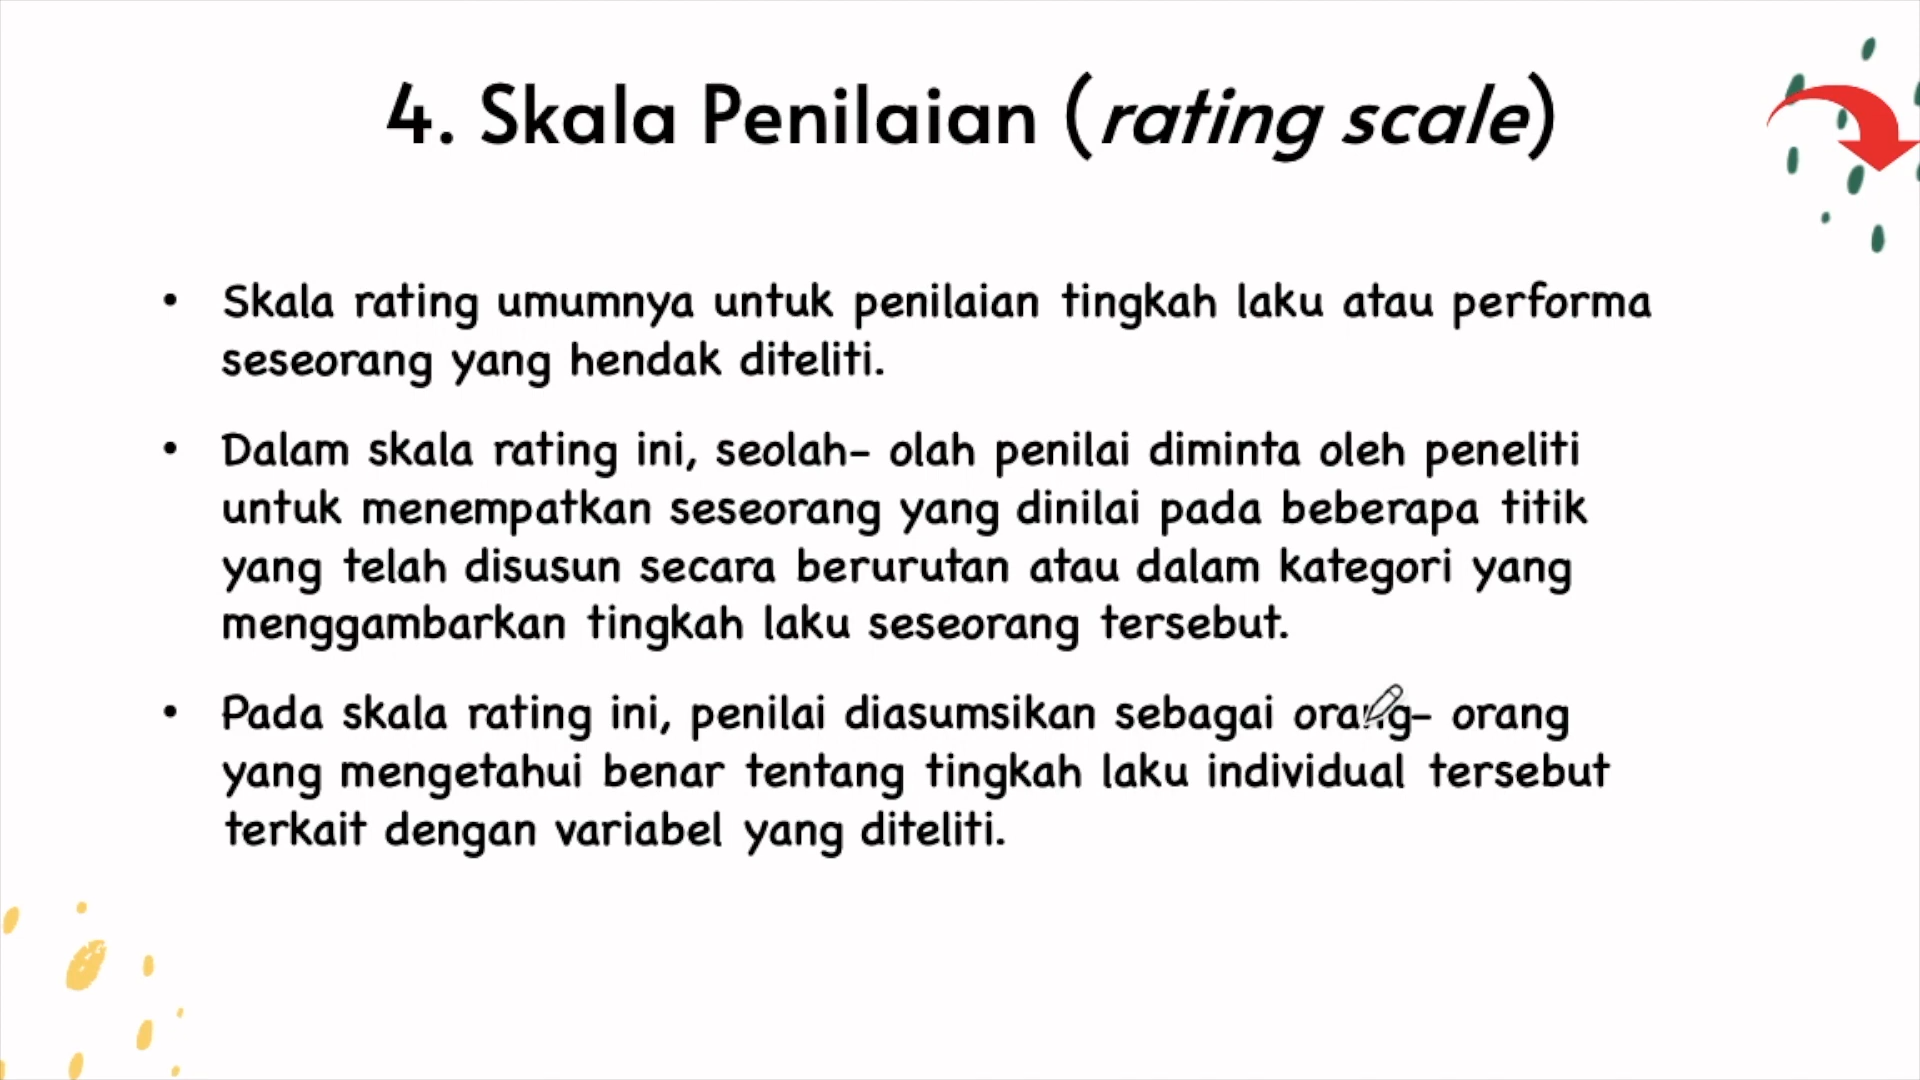 4. Skala Penilaian (rating scale)
• Skala rating umumnya untuk penilaian tingkah laku atau performa
seseorang yang hendak diteliti.
• Dalam skala rating ini, seolah- olah penilai diminta oleh peneliti
untuk menempatkan seseorang yang dinilai pada beberapa titik
yang telah disusun secara berurutan atau dalam kategori yang
menggambarkan tingkah laku seseorang tersebut.
• Pada skala rating ini, penilai diasumsikan sebagai orang- orang
yang mengetahui benar tentang tingkah laku individual tersebut
terkait dengan variabel yang diteliti.